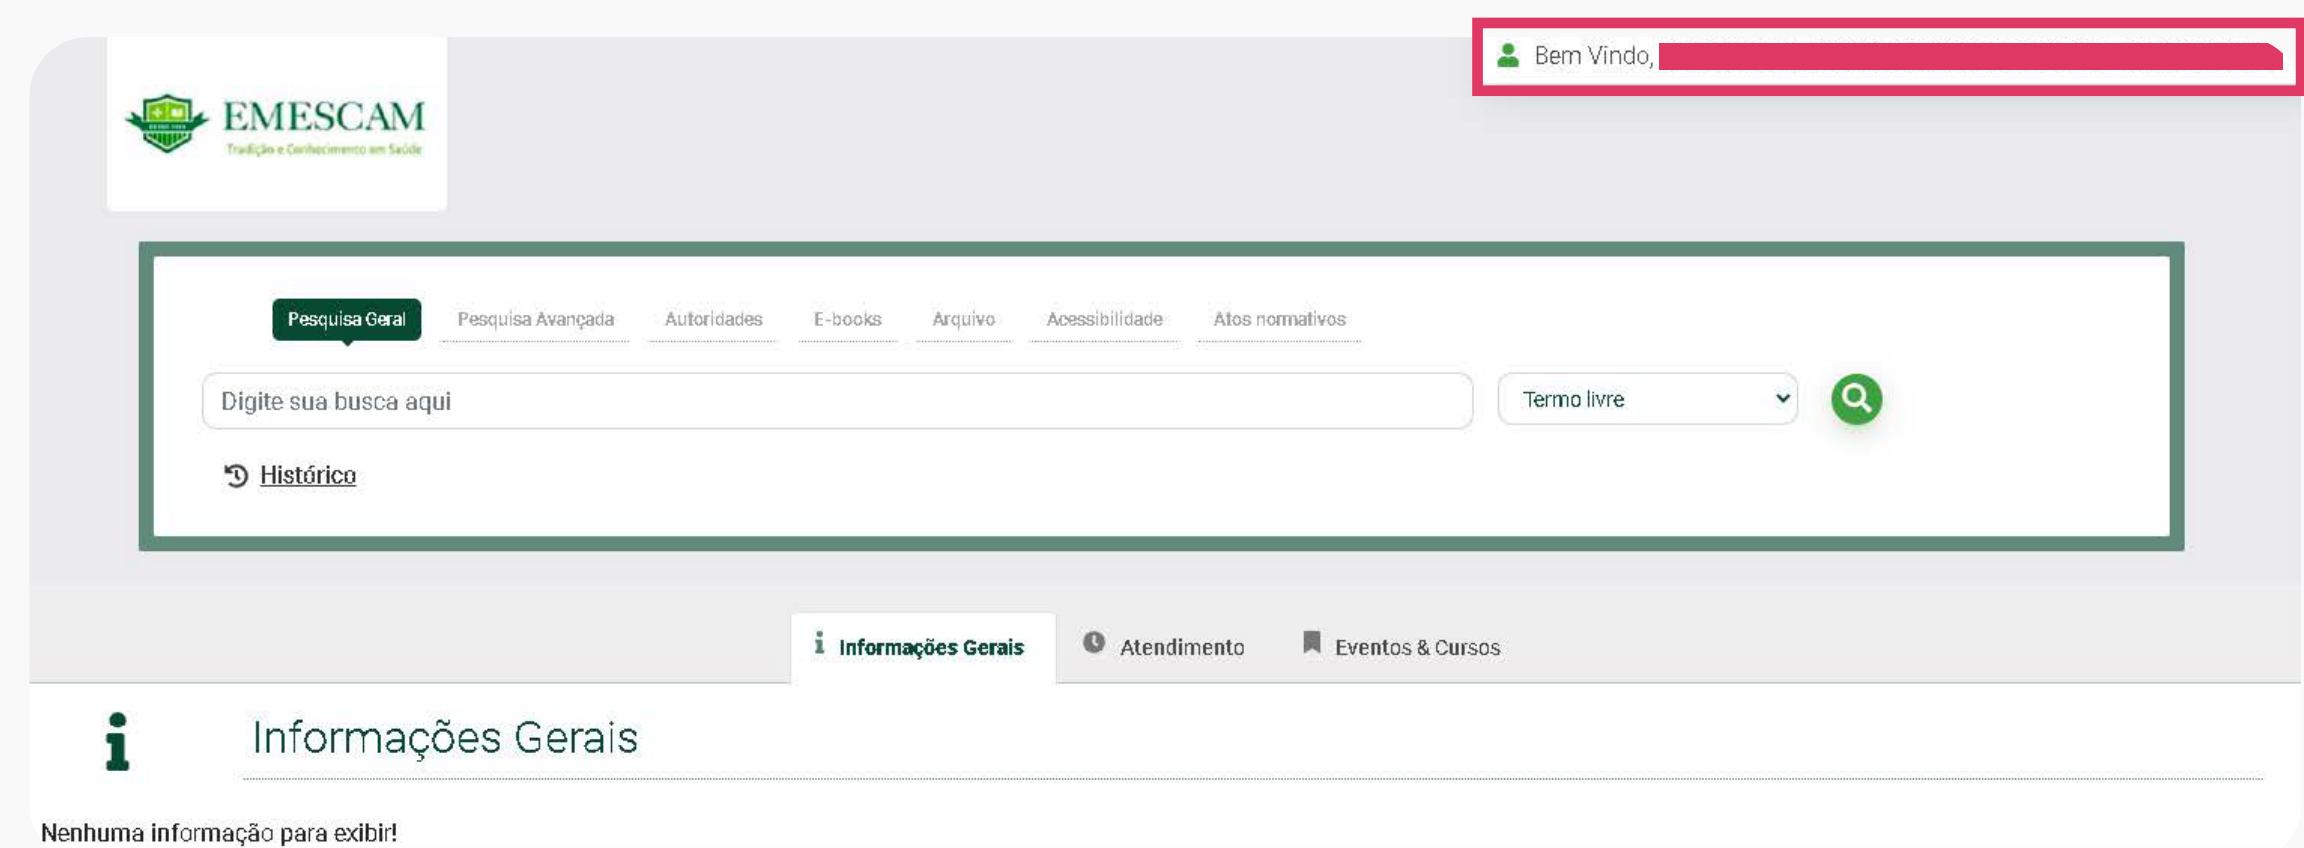 Bem Vindo,
EMESCAM
Tradição e Conhecimento em Saúde
Pesquisa Geral Pesquisa Avançada Autoridades E-books Arquivo Acessibilidade Atos normativos
Digite sua busca aqui Termo livre
Histórico
Informações Gerais Atendimento Eventos & Cursos
Informações Gerais
Nenhuma informação para exibir!